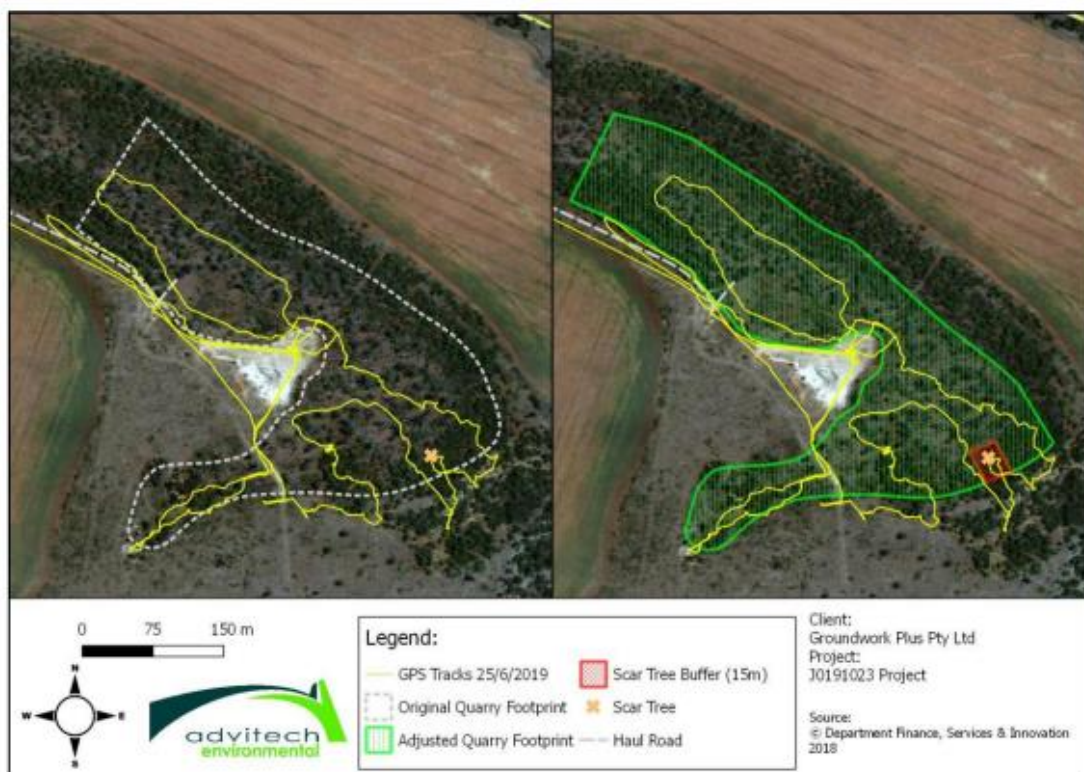 0 75 150 m
N
W E
S
advitech
environmental
Legend:
GPS Tracks 25/6/2019
Original Quarry Footprint
Adjusted Quarry Footprint
Scar Tree Buffer (15m)
Scar Tree
Haul Road
Client:
Groundwork Plus Pty Ltd
Project:
J0191023 Project
Source:
© Department Finance, Services & Innovation
2018